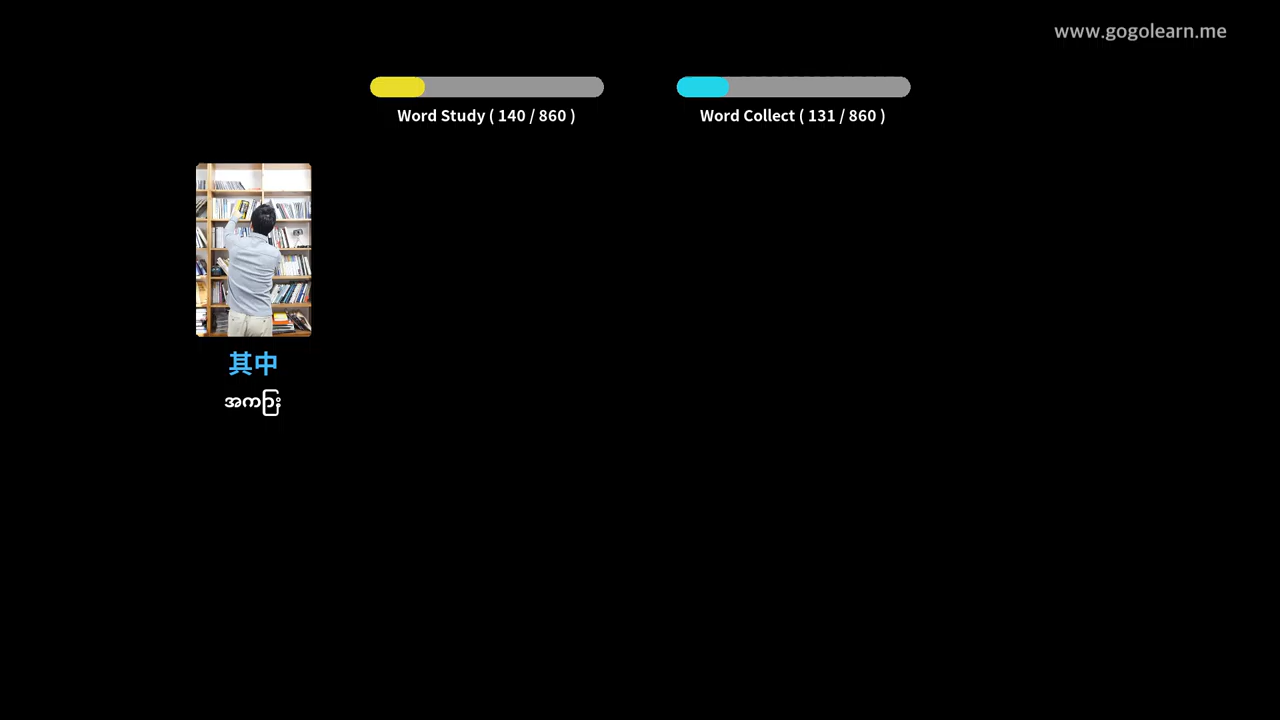 www.gogolearn.me
Word Study ( 140 / 860 )
Word Collect ( 131 / 860 )
其中
အကြား